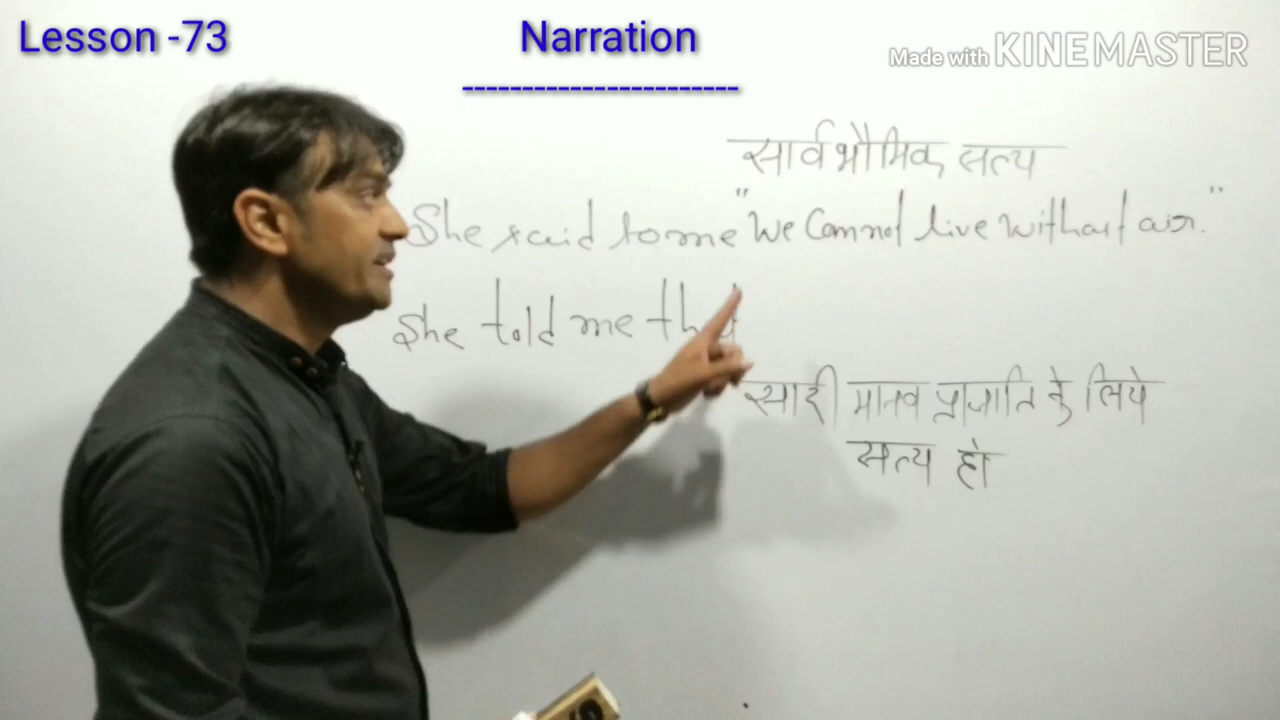 Lesson -73
Narration
Made with KINEMASTER
-----------------------
सार्वभौमिक सत्य
She said to me "We Cannot live without air."
She told me that
सारी मानव प्रजाति के लिये
सत्य हो